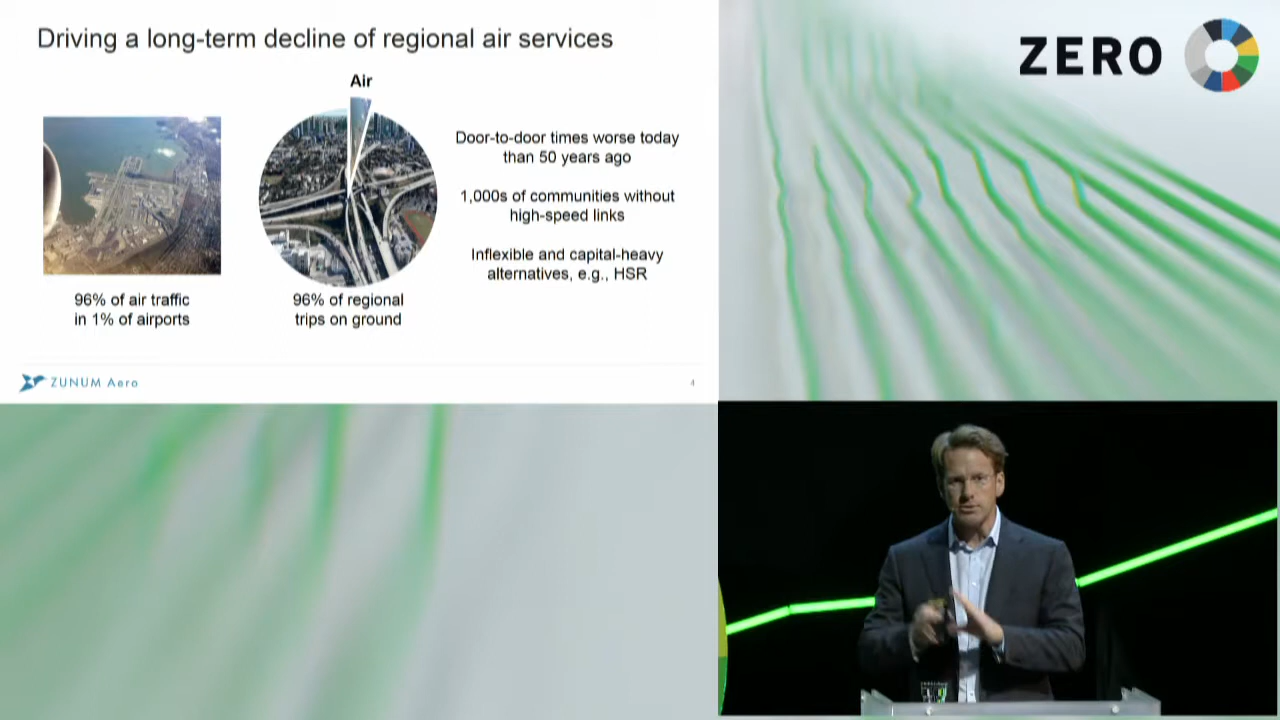 Driving a long-term decline of regional air services
Air
96% of air traffic
in 1% of airports
96% of regional
trips on ground
Door-to-door times worse today
than 50 years ago
1,000s of communities without
high-speed links
Inflexible and capital-heavy
alternatives, e.g., HSR
ZUNUM Aero
4
ZERO